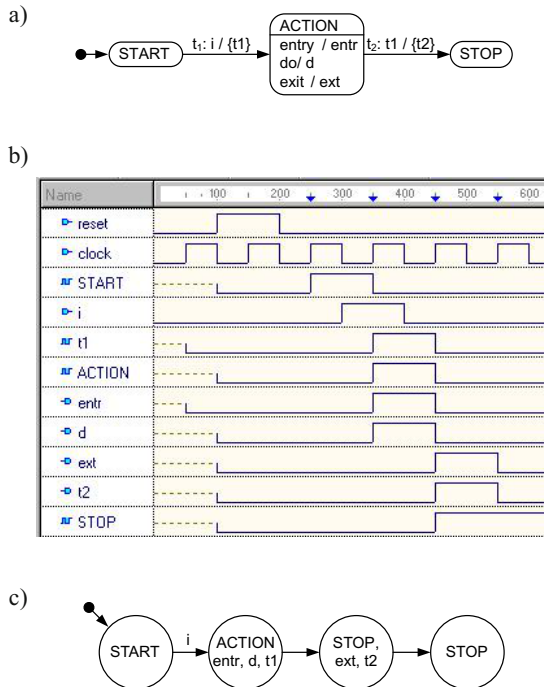 a)
START
t₁: i / {t1}
ACTION
entry / entr
do/ d
exit / ext
t₂: t1 / {t2}
STOP
b)
Name 100 200 300 400 500 600
reset
clock
START
i
t1
ACTION
entr
d
ext
t2
STOP
c)
START
i
ACTION
entr, d, t1
STOP,
ext, t2
STOP